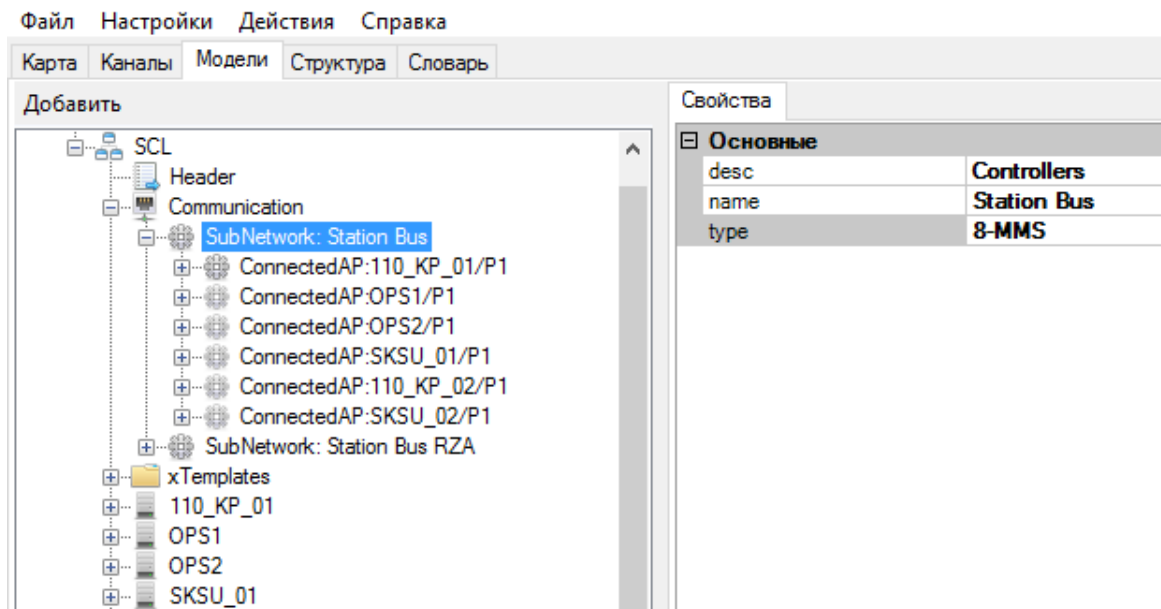 Файл Настройки Действия Справка
Карта Каналы Модели Структура Словарь
Добавить
SCL
Header
Communication
SubNetwork: Station Bus
ConnectedAP:110_KP_01/P1
ConnectedAP:OPS1/P1
ConnectedAP:OPS2/P1
ConnectedAP:SKSU_01/P1
ConnectedAP:110_KP_02/P1
ConnectedAP:SKSU_02/P1
SubNetwork: Station Bus RZA
xTemplates
110_KP_01
OPS1
OPS2
SKSU_01
Свойства
Основные
desc Controllers
name Station Bus
type 8-MMS